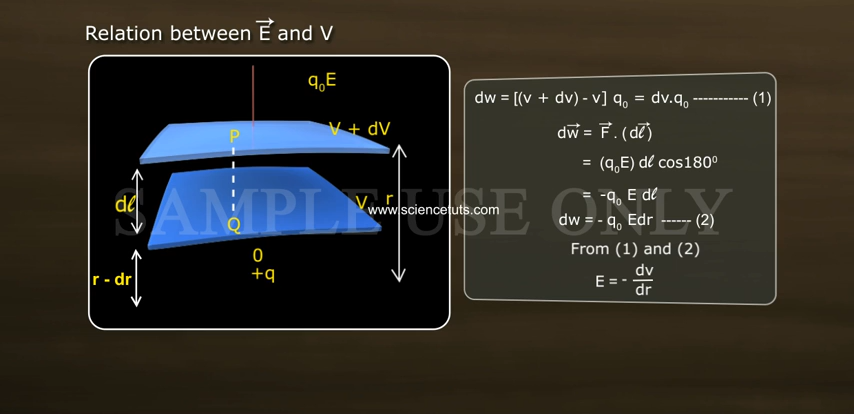 Relation between E⃗ and V
q₀E
P
V + dV
dℓ
V
r
Q
r - dr
0
+q
SAMPLE USE ONLY
www.sciencetuts.com
dw = [(v + dv) - v] q₀ = dv.q₀ ----------- (1)
dw⃗ = F⃗ . (dℓ⃗)
= (q₀E) dℓ cos180⁰
= -q₀ E dℓ
dw = - q₀ Edr ------ (2)
From (1) and (2)
E = - dv/dr